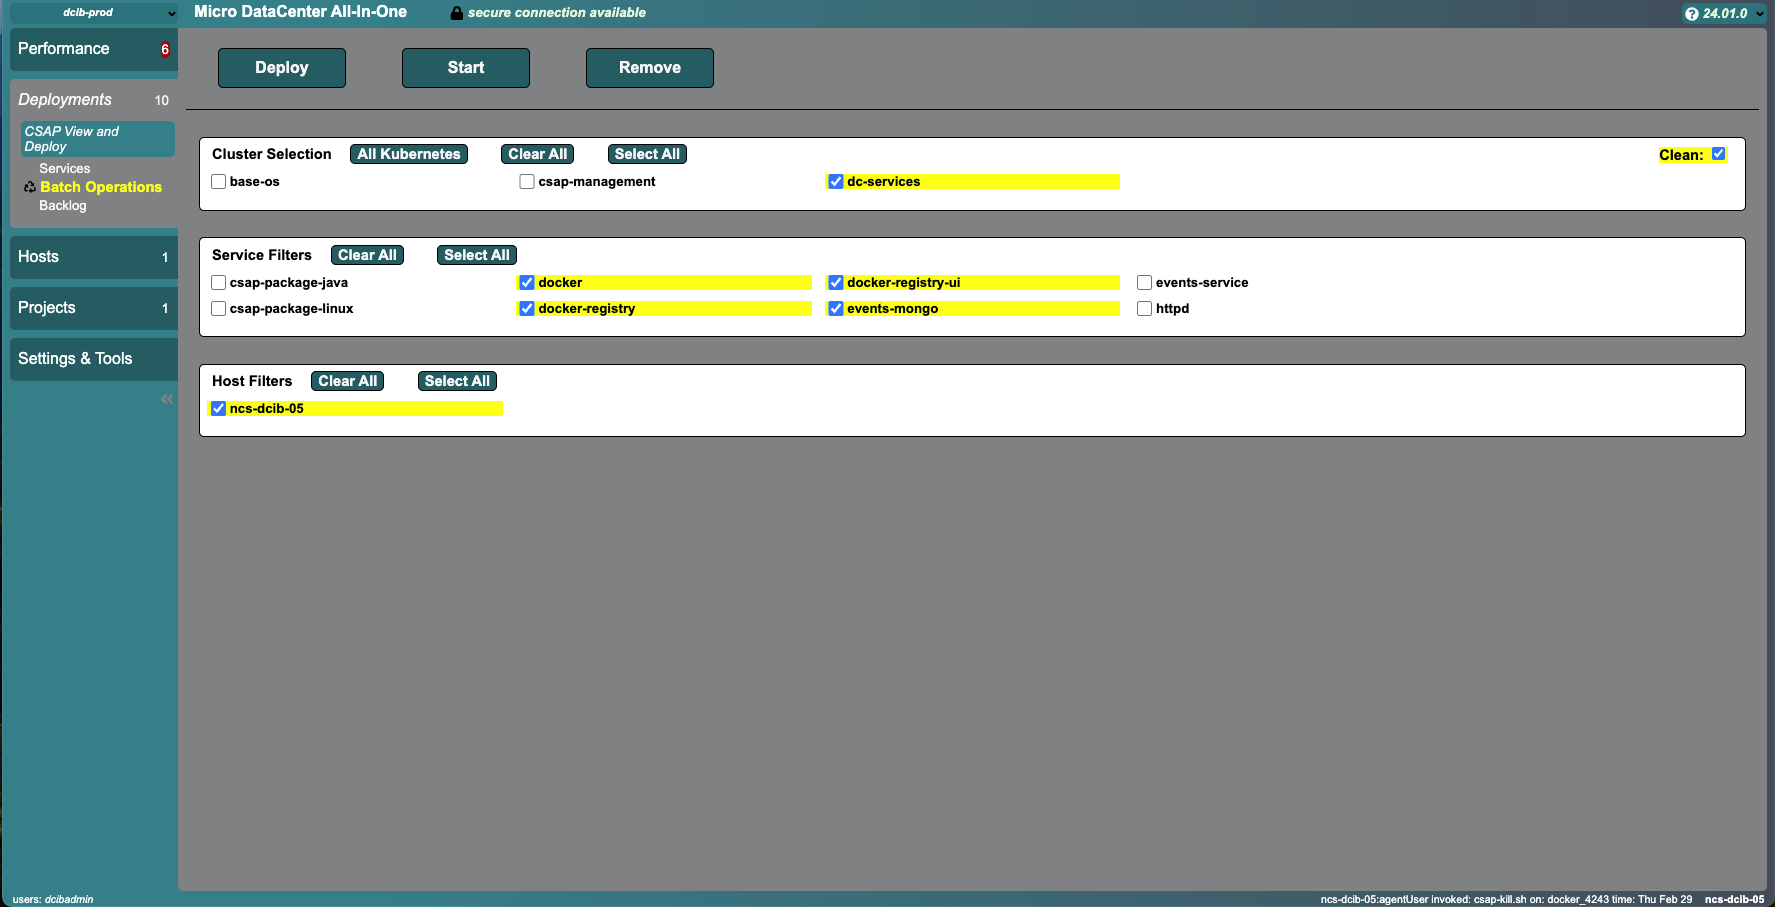 dcib-prod
Micro DataCenter All-In-One
secure connection available
24.01.0
Performance 6
Deployments 10
CSAP View and
Deploy
Services
Batch Operations
Backlog
Hosts 1
Projects 1
Settings & Tools
Deploy Start Remove
Cluster Selection All Kubernetes Clear All Select All Clean:
base-os csap-management dc-services
Service Filters Clear All Select All
csap-package-java docker docker-registry-ui events-service
csap-package-linux docker-registry events-mongo httpd
Host Filters Clear All Select All
ncs-dcib-05
users: dcibadmin
ncs-dcib-05:agentUser invoked: csap-kill.sh on: docker_4243 time: Thu Feb 29 ncs-dcib-05